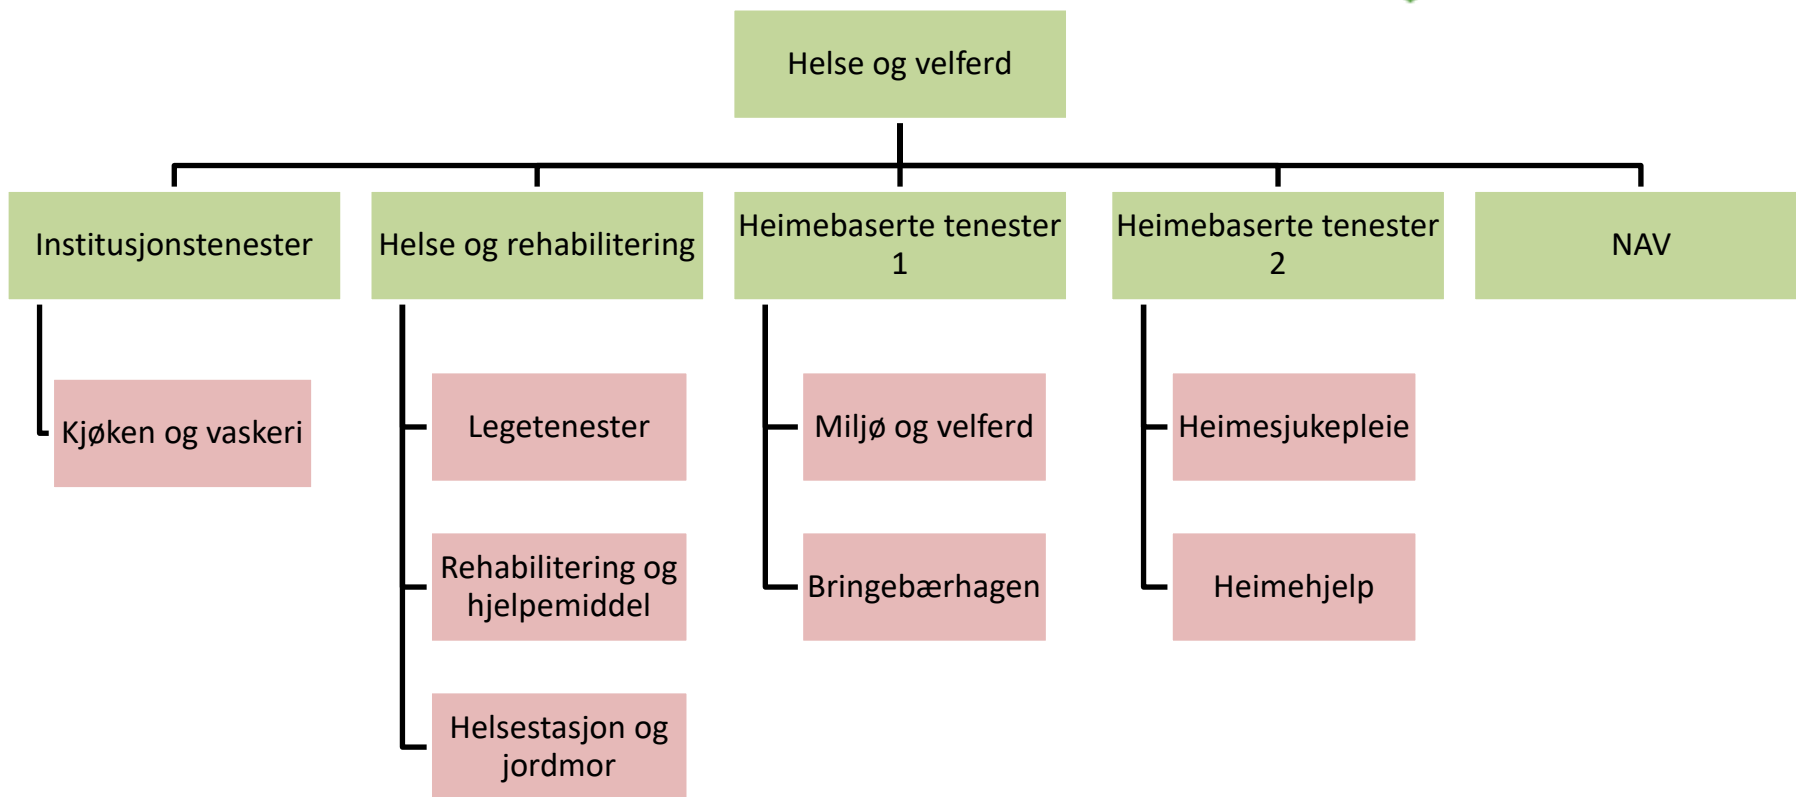 Helse og velferd
Institusjonstenester
Helse og rehabilitering
Heimebaserte tenester
1
Heimebaserte tenester
2
NAV
Kjøken og vaskeri
Legetenester
Miljø og velferd
Heimesjukepleie
Rehabilitering og
hjelpemiddel
Bringebærhagen
Heimehjelp
Helsestasjon og
jordmor